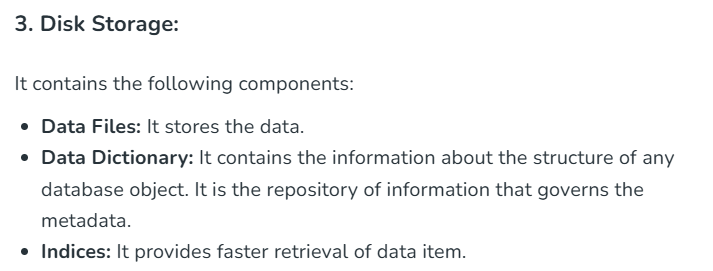 3. Disk Storage:
It contains the following components:
• Data Files: It stores the data.
• Data Dictionary: It contains the information about the structure of any
database object. It is the repository of information that governs the
metadata.
• Indices: It provides faster retrieval of data item.